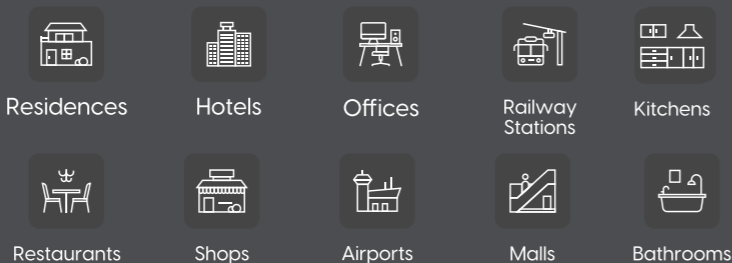 Residences
Hotels
Offices
Railway
Stations
Kitchens
Restaurants
Shops
Airports
Malls
Bathrooms